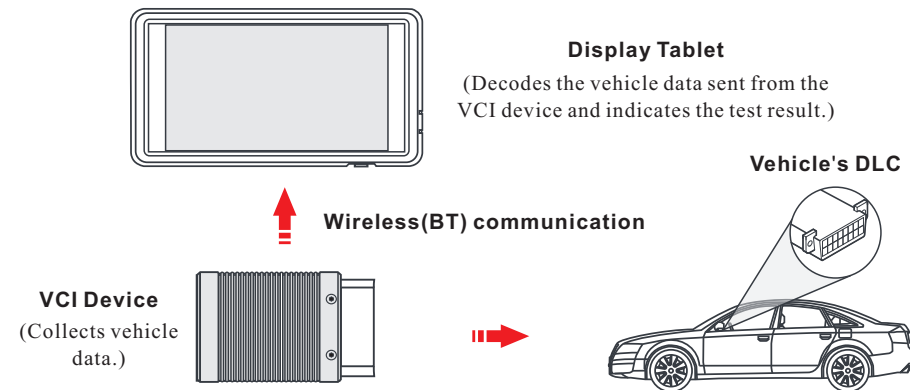 Display Tablet
(Decodes the vehicle data sent from the
VCI device and indicates the test result.)
Vehicle's DLC
Wireless(BT) communication
VCI Device
(Collects vehicle
data.)